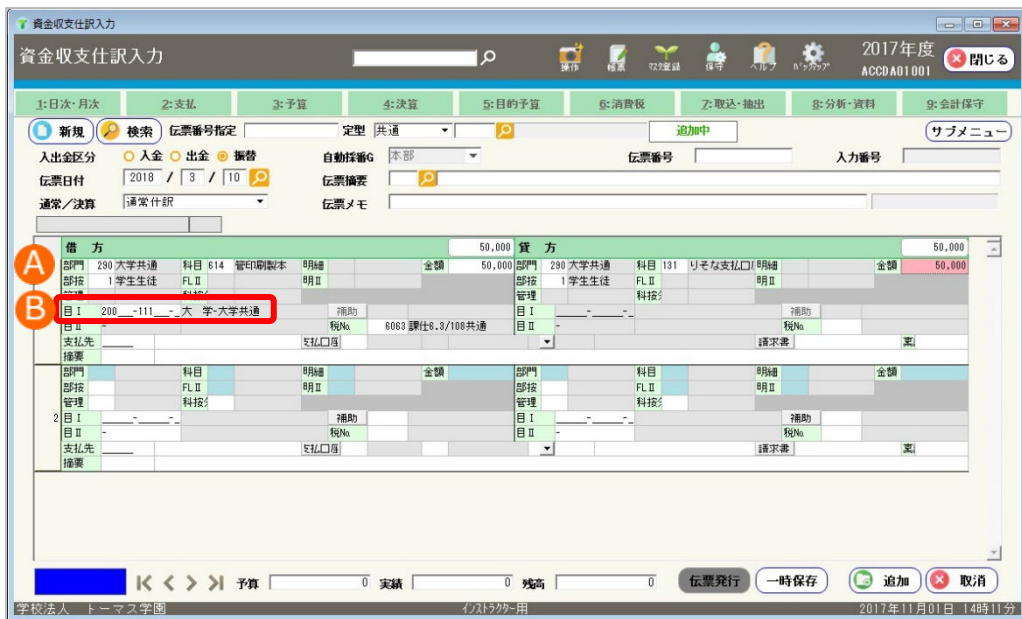 資金収支仕訳入力
資金収支仕訳入力 操作 帳票 マスタ登録 保守 ヘルプ バックアップ 2017年度 ACCDA01001 閉じる
1:日次・月次 2:支払 3:予算 4:決算 5:目的予算 6:消費税 7:取込・抽出 8:分析・資料 9:会計保守
新規 検索 伝票番号指定 定型 共通 追加中 サブメニュー
入出金区分 入金 出金 振替 自動採番G 本部 伝票番号 入力番号
伝票日付 2018 / 3 / 10 伝票摘要
通常/決算 通常仕訳 伝票メモ
借 方 50,000 貸 方 50,000
A 部門 290 大学共通 科目 614 管印刷製本 明細 金額 50,000 部門 290 大学共通 科目 131 りそな支払口 明細 金額 50,000
部按 1 学生生徒 FLⅡ 明Ⅱ 部按 1 学生生徒 FLⅡ 明Ⅱ
管理 科按分 管理 科按分
B 目Ⅰ 200__-111__-_ 大 学-大学共通 補助 目Ⅰ ____-____-_ 補助
目Ⅱ - 税No. 6063 課仕6.3/108共通 目Ⅱ - 税No.
支払先 _____ 支払口座 請求書
摘要
部門 科目 明細 金額 部門 科目 明細 金額
部按 FLⅡ 明Ⅱ 部按 FLⅡ 明Ⅱ
管理 科按分 管理 科按分
2 目Ⅰ ____-____-_ 補助 目Ⅰ ____-____-_ 補助
目Ⅱ - 税No. 目Ⅱ - 税No.
支払先 _____ 支払口座 請求書
摘要
予算 0 実績 0 残高 0 伝票発行 一時保存 追加 取消
学校法人 トーマス学園 インストラクター用 2017年11月01日 14時11分